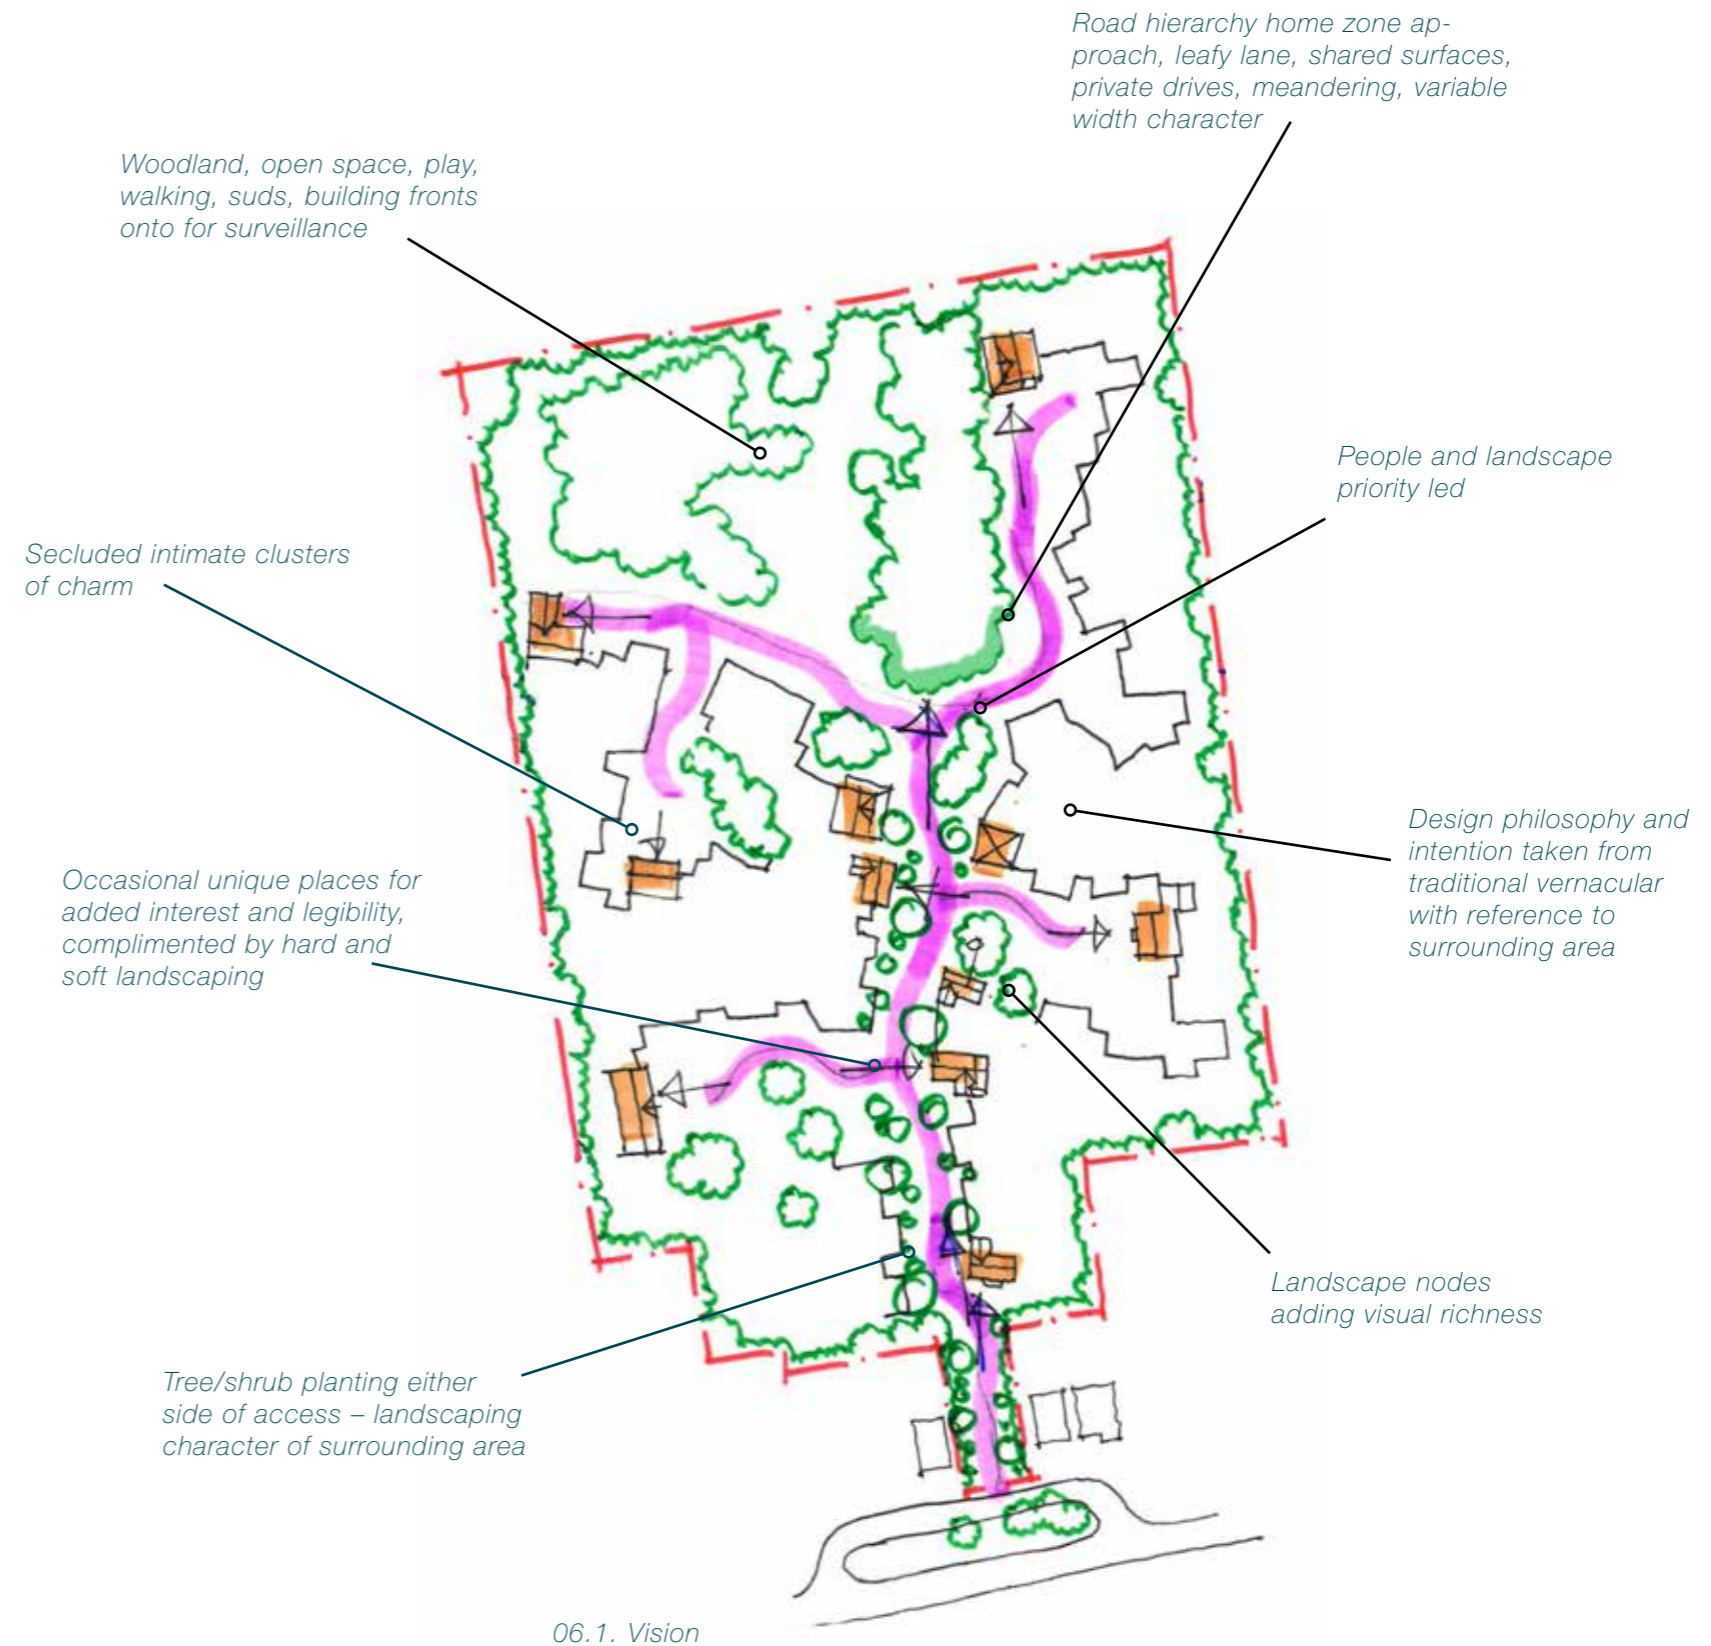 Road hierarchy home zone ap-
proach, leafy lane, shared surfaces,
private drives, meandering, variable
width character
Woodland, open space, play,
walking, suds, building fronts
onto for surveillance
People and landscape
priority led
Secluded intimate clusters
of charm
Design philosophy and
intention taken from
traditional vernacular
with reference to
surrounding area
Occasional unique places for
added interest and legibility,
complimented by hard and
soft landscaping
Landscape nodes
adding visual richness
Tree/shrub planting either
side of access – landscaping
character of surrounding area
06.1. Vision